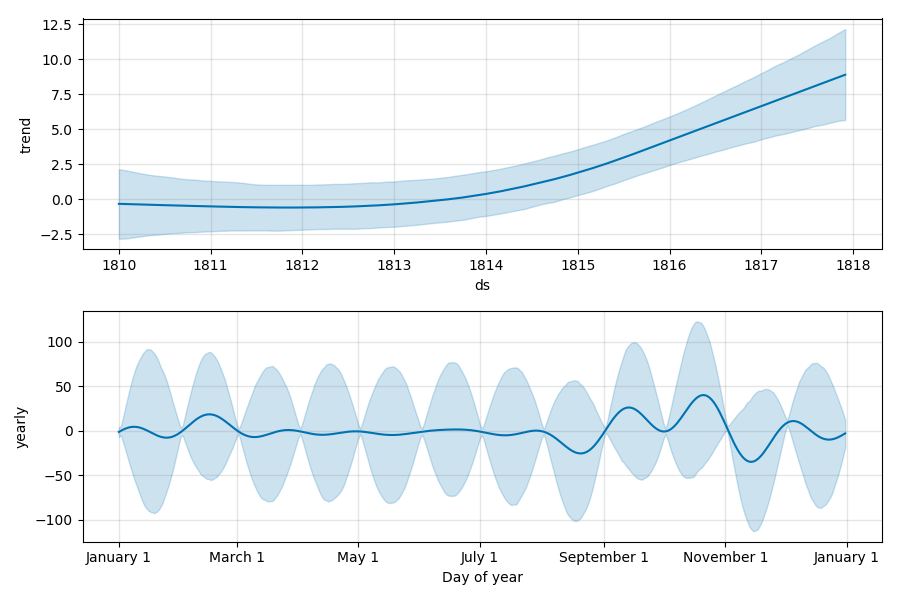 12.5
10.0
7.5
5.0
2.5
0.0
−2.5
trend
1810 1811 1812 1813 1814 1815 1816 1817 1818
ds
100
50
0
−50
−100
yearly
January 1 March 1 May 1 July 1 September 1 November 1 January 1
Day of year